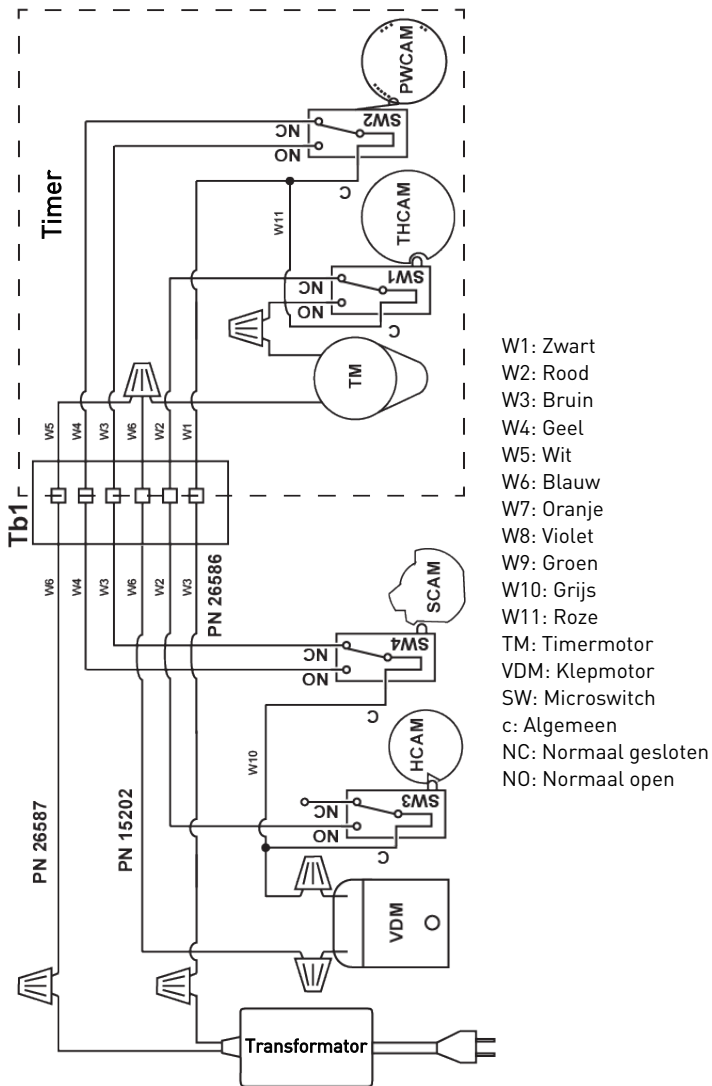 Timer
PWCAM
SW2
NC
NO
C
W11
THCAM
SW1
NC
NO
C
TM
W5
W4
W3
W6
W2
W1
Tb1
W6
W4
W3
W6
W2
W3
PN 26586
SCAM
SW4
NC
NO
C
W10
HCAM
SW3
NC
NO
C
PN 26587
PN 15202
VDM
Transformator
W1: Zwart
W2: Rood
W3: Bruin
W4: Geel
W5: Wit
W6: Blauw
W7: Oranje
W8: Violet
W9: Groen
W10: Grijs
W11: Roze
TM: Timermotor
VDM: Klepmotor
SW: Microswitch
c: Algemeen
NC: Normaal gesloten
NO: Normaal open